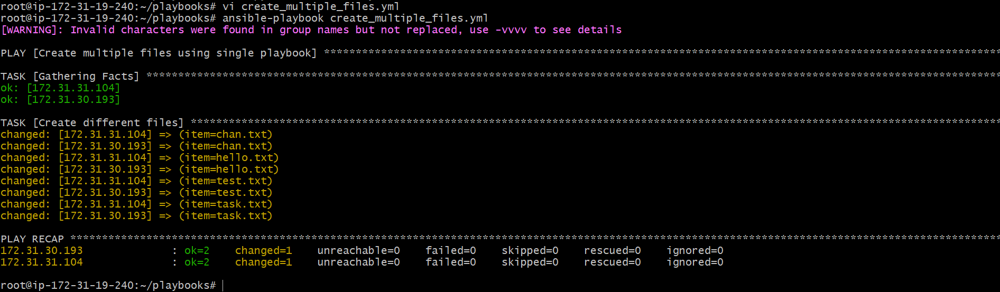 root@ip-172-31-19-240:~/playbooks# vi create_multiple_files.yml
root@ip-172-31-19-240:~/playbooks# ansible-playbook create_multiple_files.yml
[WARNING]: Invalid characters were found in group names but not replaced, use -vvvv to see details
PLAY [Create multiple files using single playbook] **********************************************************************************************************
TASK [Gathering Facts] **************************************************************************************************************************************
ok: [172.31.31.104]
ok: [172.31.30.193]
TASK [Create different files] *******************************************************************************************************************************
changed: [172.31.31.104] => (item=chan.txt)
changed: [172.31.30.193] => (item=chan.txt)
changed: [172.31.31.104] => (item=hello.txt)
changed: [172.31.30.193] => (item=hello.txt)
changed: [172.31.31.104] => (item=test.txt)
changed: [172.31.30.193] => (item=test.txt)
changed: [172.31.31.104] => (item=task.txt)
changed: [172.31.30.193] => (item=task.txt)
PLAY RECAP **************************************************************************************************************************************************
172.31.30.193              : ok=2    changed=1    unreachable=0    failed=0    skipped=0    rescued=0    ignored=0
172.31.31.104              : ok=2    changed=1    unreachable=0    failed=0    skipped=0    rescued=0    ignored=0
root@ip-172-31-19-240:~/playbooks#